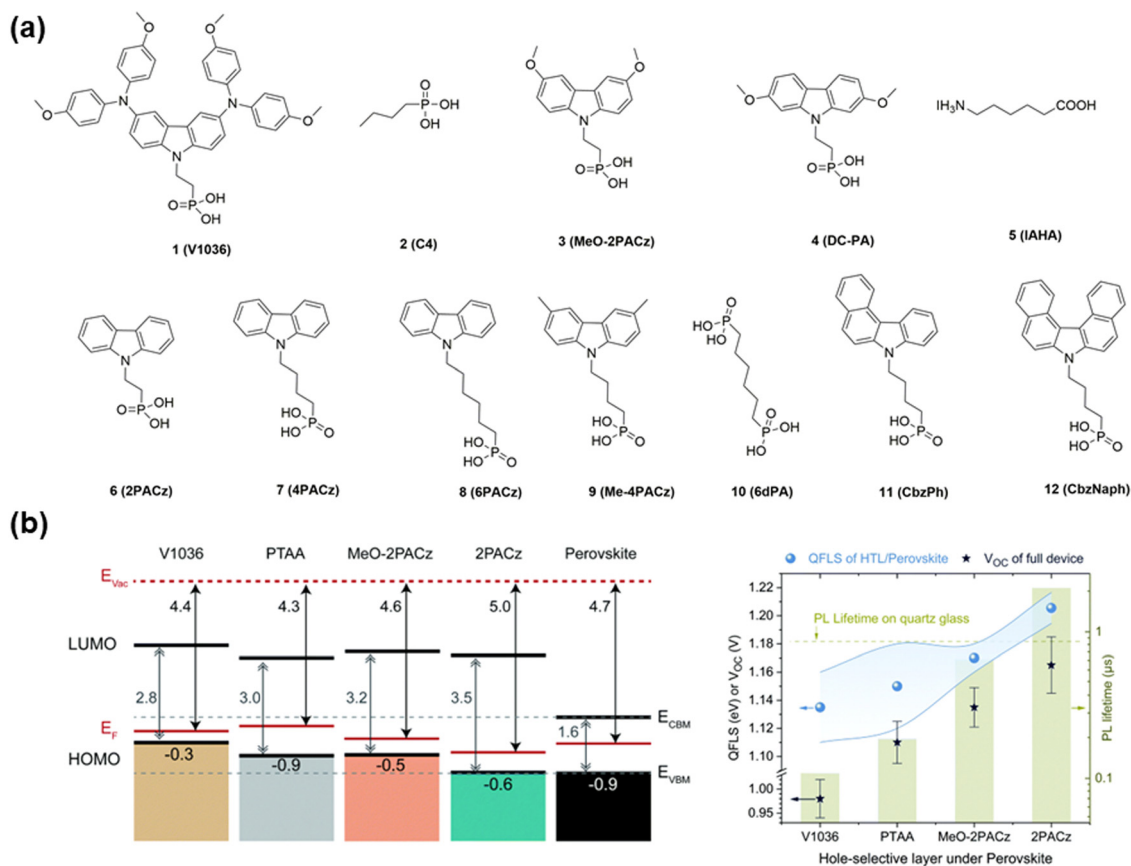 (a)
1 (V1036)
2 (C4)
3 (MeO-2PACz)
4 (DC-PA)
5 (IAHA)
IH₃N
COOH
6 (2PACz)
7 (4PACz)
8 (6PACz)
9 (Me-4PACz)
10 (6dPA)
11 (CbzPh)
12 (CbzNaph)
(b)
V1036 PTAA MeO-2PACz 2PACz Perovskite
E_Vac
4.4 4.3 4.6 5.0 4.7
LUMO
2.8 3.0 3.2 3.5 1.6
E_CBM
E_F
HOMO
-0.3 -0.9 -0.5 -0.6 -0.9
E_VBM
QFLS of HTL/Perovskite V_OC of full device
QFLS (eV) or V_OC (V)
1.22
1.20
1.18
1.16
1.14
1.12
1.10
1.00
0.95
PL Lifetime on quartz glass
1
0.1
PL lifetime (μs)
V1036 PTAA MeO-2PACz 2PACz
Hole-selective layer under Perovskite